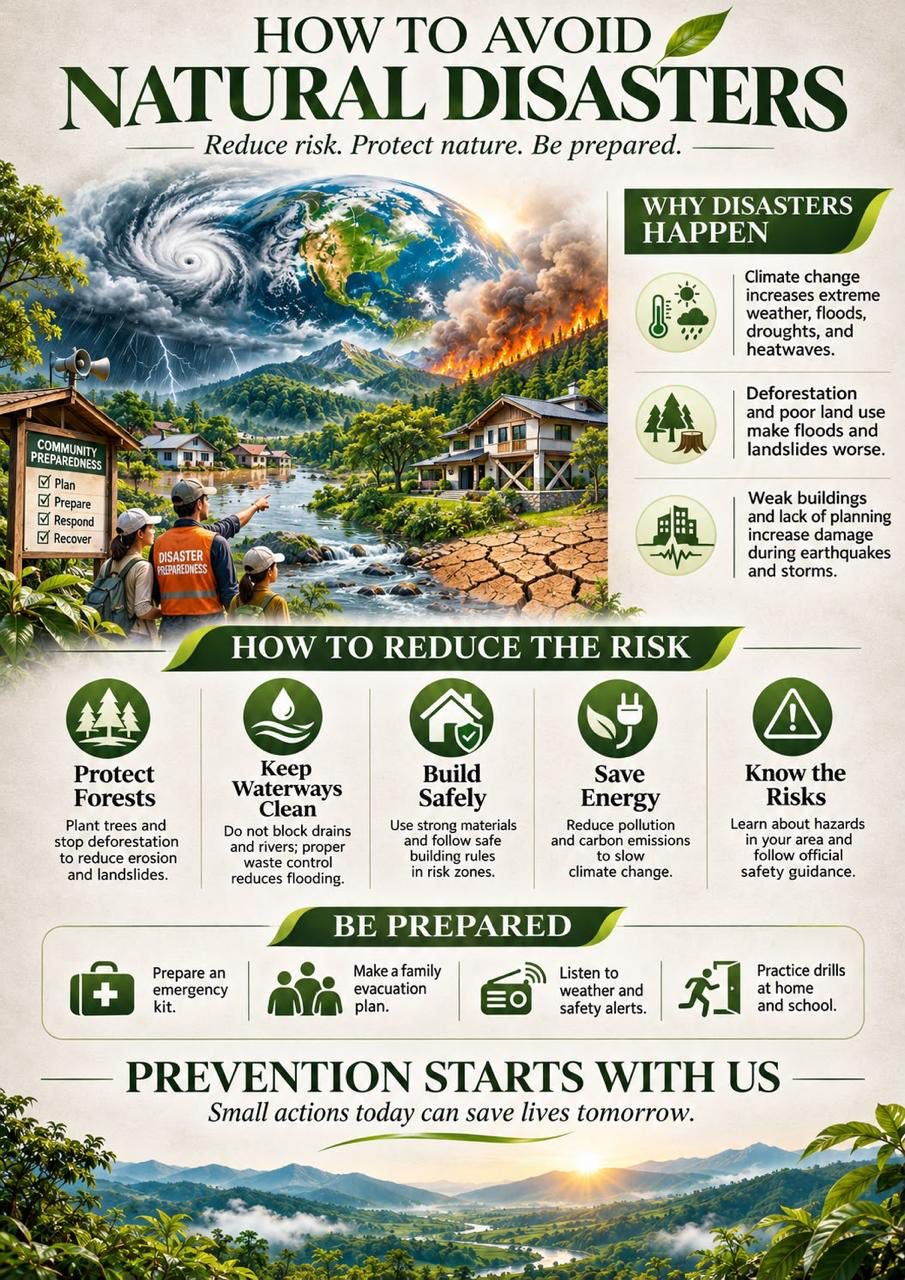 HOW TO AVOID
NATURAL DISASTERS
Reduce risk. Protect nature. Be prepared.
COMMUNITY
PREPAREDNESS
Plan
Prepare
Respond
Recover
DISASTER
PREPAREDNESS
WHY DISASTERS
HAPPEN
Climate change
increases extreme
weather, floods,
droughts, and
heatwaves.
Deforestation
and poor land use
make floods and
landslides worse.
Weak buildings
and lack of planning
increase damage
during earthquakes
and storms.
HOW TO REDUCE THE RISK
Protect
Forests
Plant trees and
stop deforestation
to reduce erosion
and landslides.
Keep
Waterways
Clean
Do not block drains
and rivers; proper
waste control
reduces flooding.
Build
Safely
Use strong materials
and follow safe
building rules
in risk zones.
Save
Energy
Reduce pollution
and carbon emissions
to slow
climate change.
Know the
Risks
Learn about hazards
in your area and
follow official
safety guidance.
BE PREPARED
Prepare an
emergency
kit.
Make a family
evacuation
plan.
Listen to
weather and
safety alerts.
Practice drills
at home
and school.
PREVENTION STARTS WITH US
Small actions today can save lives tomorrow.